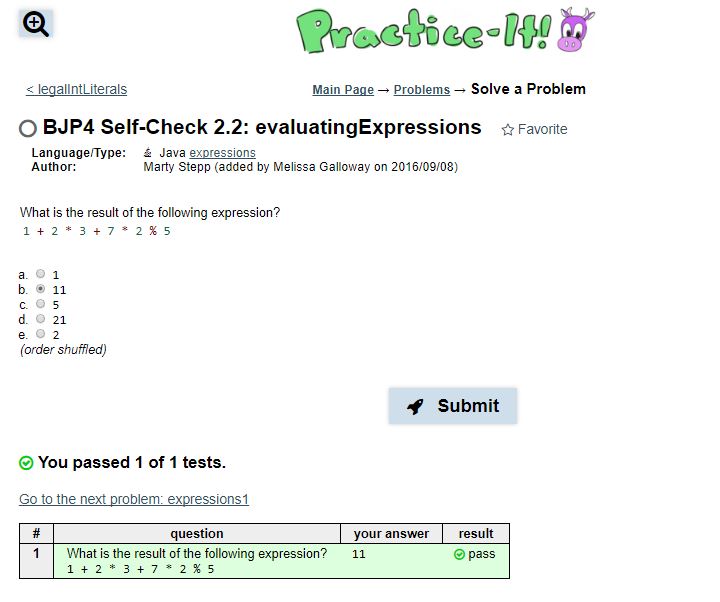 Practice-It!
< legalIntLiterals
Main Page → Problems → Solve a Problem
BJP4 Self-Check 2.2: evaluatingExpressions ☆ Favorite
Language/Type: Java expressions
Author: Marty Stepp (added by Melissa Galloway on 2016/09/08)
What is the result of the following expression?
1 + 2 * 3 + 7 * 2 % 5
a. 1
b. 11
c. 5
d. 21
e. 2
(order shuffled)
Submit
You passed 1 of 1 tests.
Go to the next problem: expressions1
# question your answer result
1 What is the result of the following expression? 11 pass
1 + 2 * 3 + 7 * 2 % 5